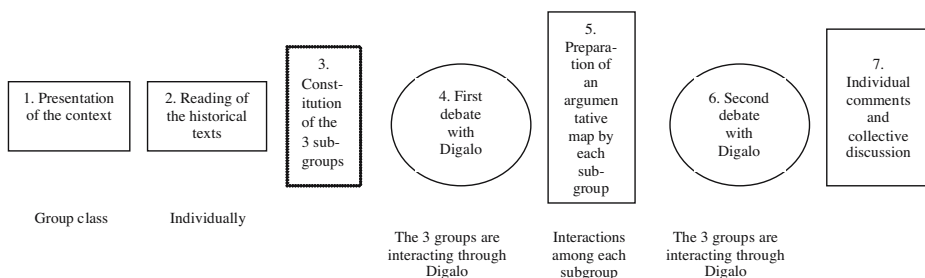 1. Presentation
of the context
2. Reading of
the historical
texts
3.
Const-
itution
of the
3 sub-
groups
4. First
debate
with
Digalo
5.
Prepara-
tion of
an
argumen
tative
map by
each
sub-
group
6. Second
debate
with
Digalo
7.
Individual
comments
and
collective
discussion
Group class
Individually
The 3 groups are
interacting through
Digalo
Interactions
among each
subgroup
The 3 groups are
interacting through
Digalo